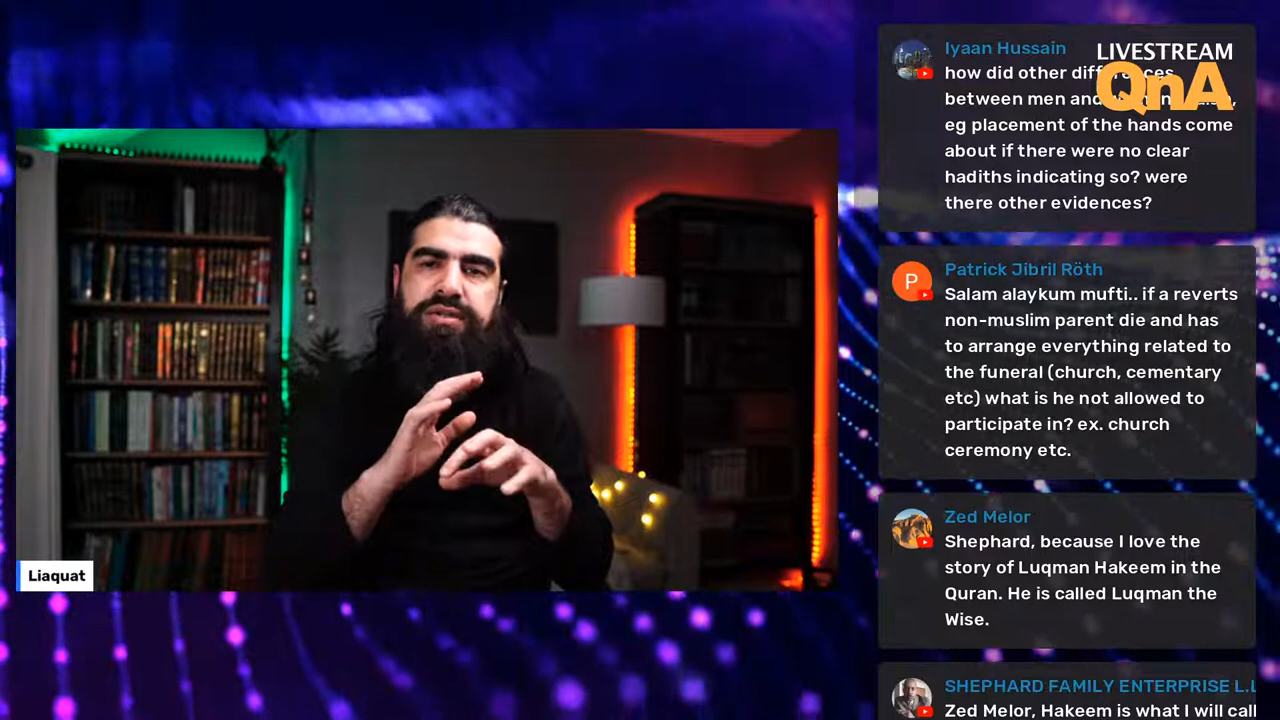 LIVESTREAM
QnA
Iyaan Hussain
how did other differences
between men and
eg placement of the hands come
about if there were no clear
hadiths indicating so? were
there other evidences?
P
Patrick Jibril Röth
Salam alaykum mufti.. if a reverts
non-muslim parent die and has
to arrange everything related to
the funeral (church, cementary
etc) what is he not allowed to
participate in? ex. church
ceremony etc.
Zed Melor
Shephard, because I love the
story of Luqman Hakeem in the
Quran. He is called Luqman the
Wise.
SHEPHARD FAMILY ENTERPRISE L.L
Zed Melor, Hakeem is what I will call
Liaquat